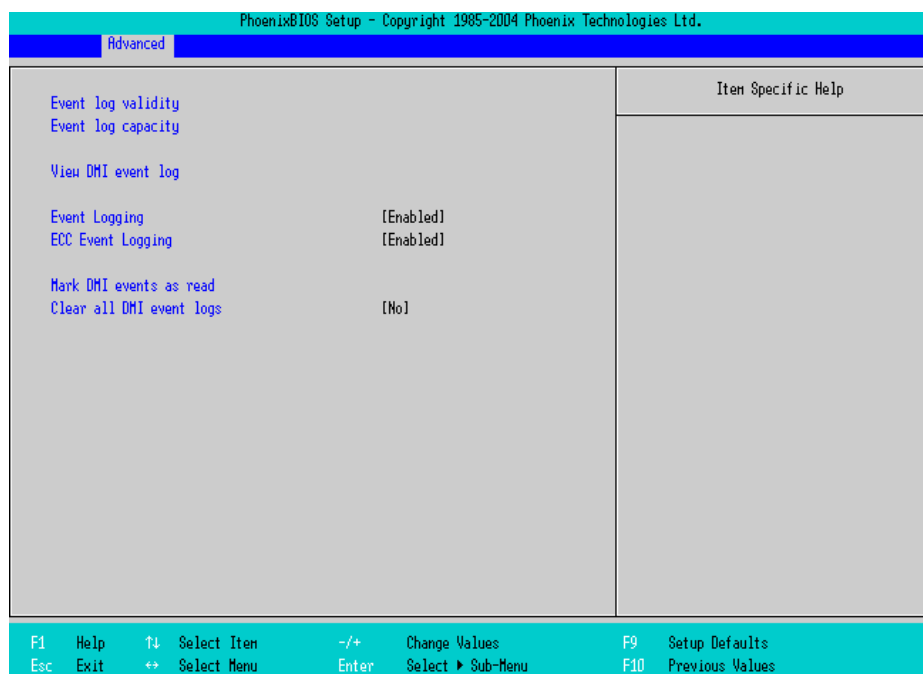 PhoenixBIOS Setup - Copyright 1985-2004 Phoenix Technologies Ltd.
Advanced
Item Specific Help
Event log validity
Event log capacity
View DMI event log
Event Logging [Enabled]
ECC Event Logging [Enabled]
Mark DMI events as read
Clear all DMI event logs [No]
F1 Help ↑↓ Select Item -/+ Change Values F9 Setup Defaults
Esc Exit ↔ Select Menu Enter Select ▶ Sub-Menu F10 Previous Values